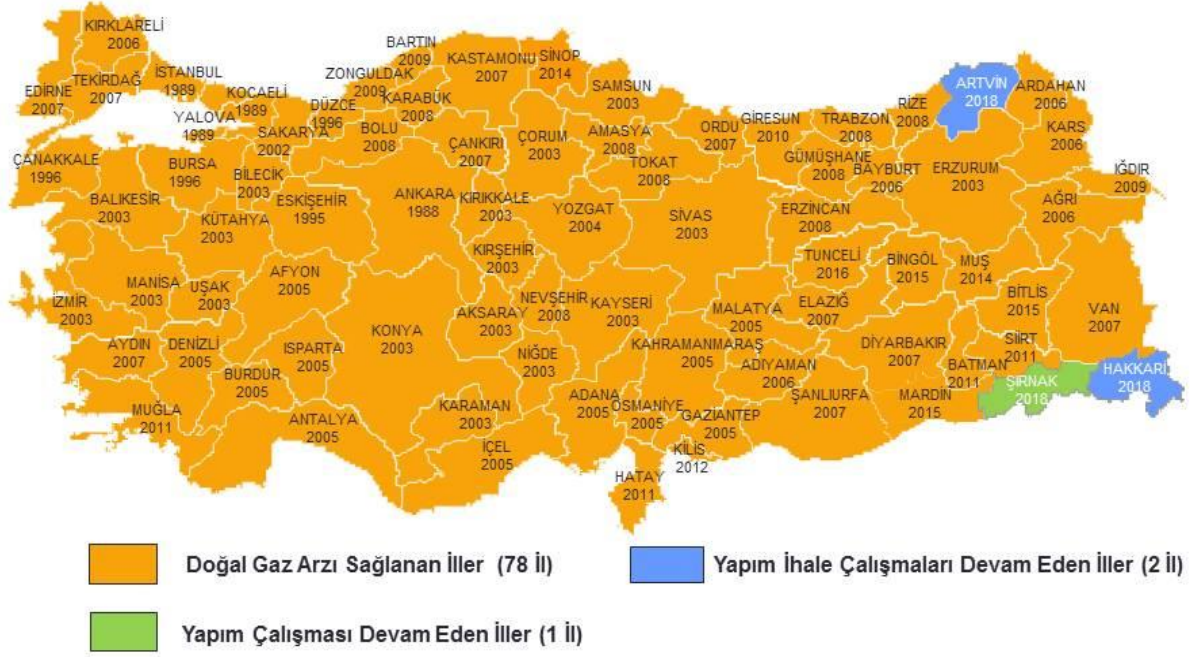 KIRKLARELİ
2006
EDİRNE
2007
TEKİRDAĞ
2007
İSTANBUL
1989
KOCAELİ
1989
YALOVA
1989
SAKARYA
2002
DÜZCE
1996
BOLU
2008
ZONGULDAK
2009
BARTIN
2009
KARABÜK
2008
KASTAMONU
2007
SİNOP
2014
SAMSUN
2003
ÇANKIRI
2007
ÇORUM
2003
AMASYA
2008
TOKAT
2008
ORDU
2007
GİRESUN
2010
TRABZON
2008
GÜMÜŞHANE
2008
BAYBURT
2006
RİZE
2008
ARTVİN
2018
ARDAHAN
2006
KARS
2006
IĞDIR
2009
ERZURUM
2003
AĞRI
2006
ÇANAKKALE
1996
BALIKESİR
2003
BURSA
1996
BİLECİK
2003
ESKİŞEHİR
1995
KÜTAHYA
2003
ANKARA
1988
KIRIKKALE
2003
YOZGAT
2004
SİVAS
2003
ERZİNCAN
2008
KIRŞEHİR
2003
TUNCELİ
2016
BİNGÖL
2015
MUŞ
2014
BİTLİS
2015
VAN
2007
İZMİR
2003
MANİSA
2003
UŞAK
2003
AFYON
2005
KONYA
2003
AKSARAY
2003
NEVŞEHİR
2008
KAYSERİ
2003
MALATYA
2005
ELAZIĞ
2007
DİYARBAKIR
2007
BATMAN
2011
SİİRT
2011
AYDIN
2007
DENİZLİ
2005
BURDUR
2005
ISPARTA
2005
NİĞDE
2003
KAHRAMANMARAŞ
2005
ADIYAMAN
2006
ŞANLIURFA
2007
MARDİN
2015
ŞIRNAK
2018
HAKKARİ
2018
MUĞLA
2011
ANTALYA
2005
KARAMAN
2003
İÇEL
2005
ADANA
2005
OSMANİYE
2005
GAZİANTEP
2005
KİLİS
2012
HATAY
2011
Doğal Gaz Arzı Sağlanan İller (78 İl)
Yapım İhale Çalışmaları Devam Eden İller (2 İl)
Yapım Çalışması Devam Eden İller (1 İl)